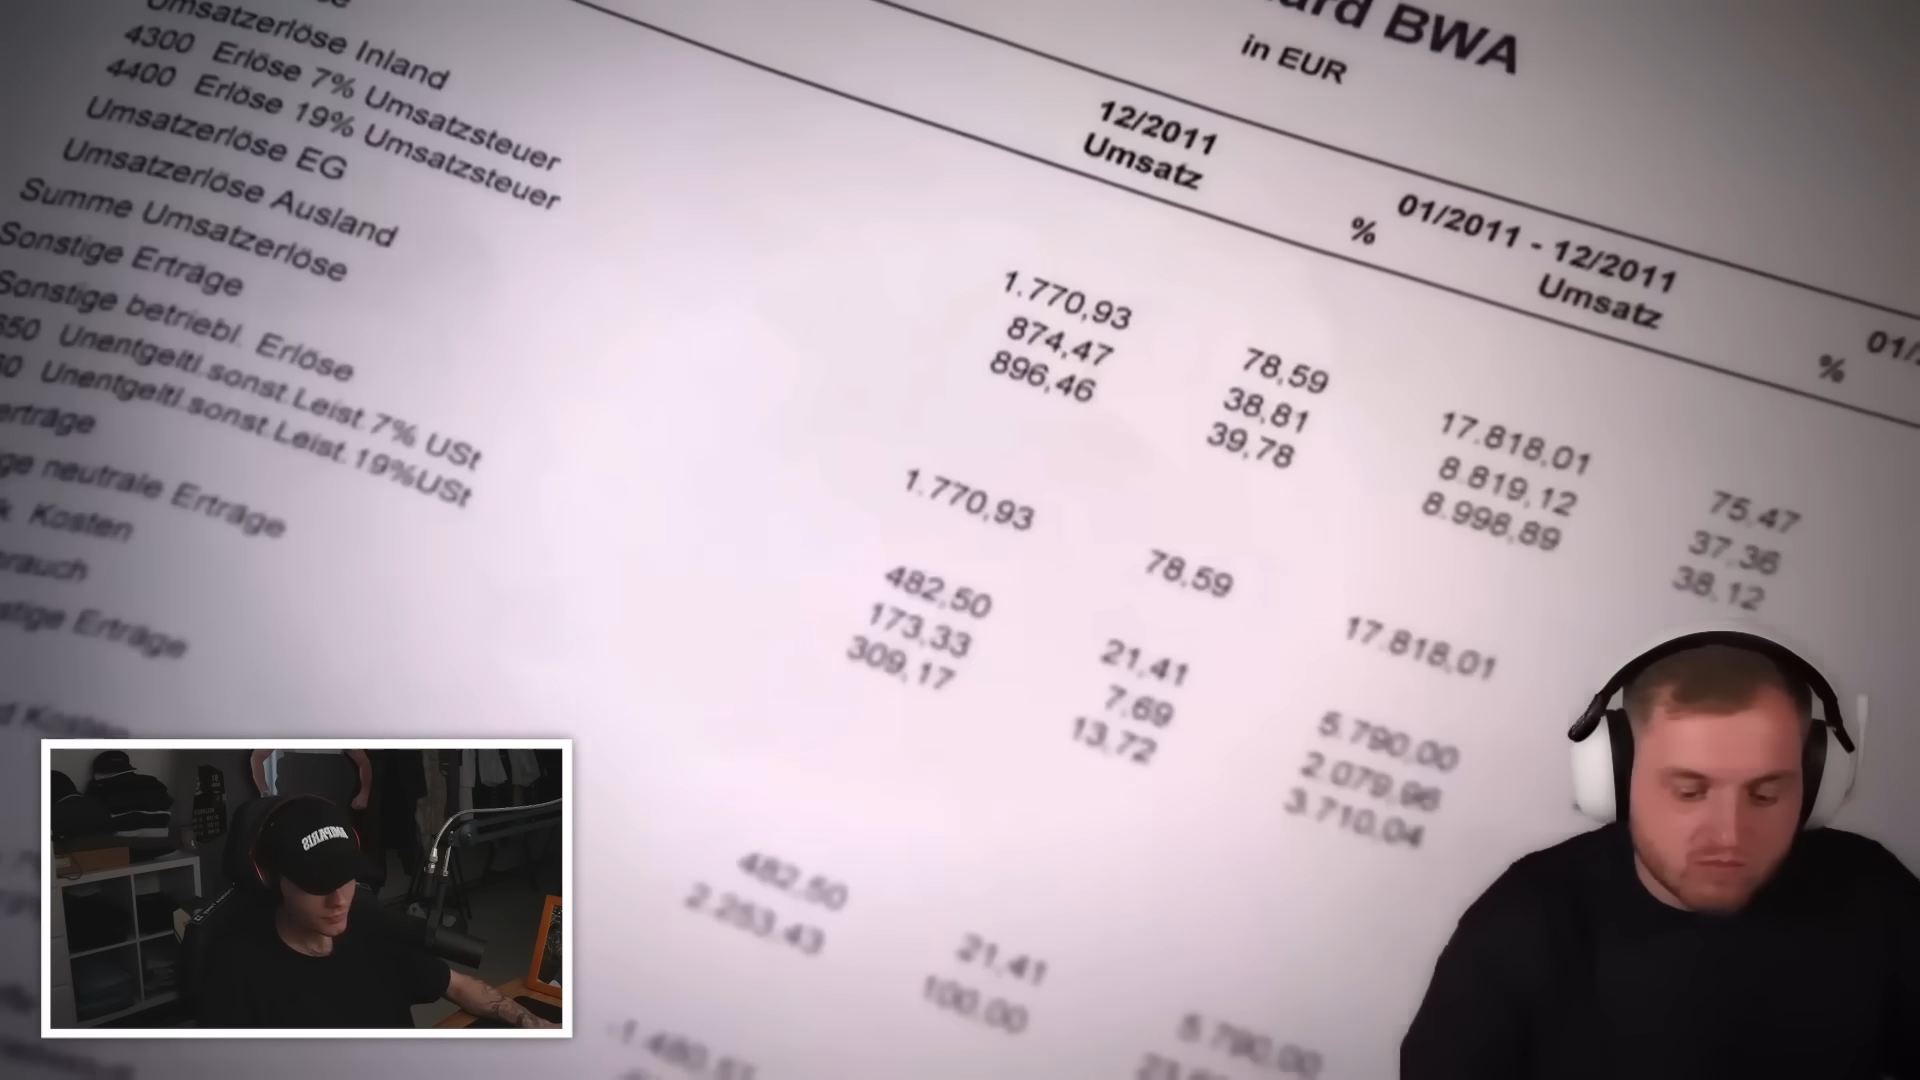 BWA
in EUR
12/2011
Umsatz
%
01/2011 - 12/2011
Umsatz
%
Umsatzerlöse Inland
4300 Erlöse 7% Umsatzsteuer
4400 Erlöse 19% Umsatzsteuer
Umsatzerlöse EG
Umsatzerlöse Ausland
Summe Umsatzerlöse
Sonstige Erträge
Sonstige betriebl. Erlöse
Unentgeltl.sonst.Leist.7% USt
Unentgeltl.sonst.Leist.19%USt
erträge
neutrale Erträge
Kosten
Erträge
Kosten
1.770,93 78,59 17.818,01 75,47
874,47 38,81 8.819,12 37,36
896,46 39,78 8.998,89 38,12
1.770,93 78,59 17.818,01
482,50 21,41 5.790,00
173,33 7,69 2.079,96
309,17 13,72 3.710,04
482,50 21,41 5.790,00
2.253,43 100,00